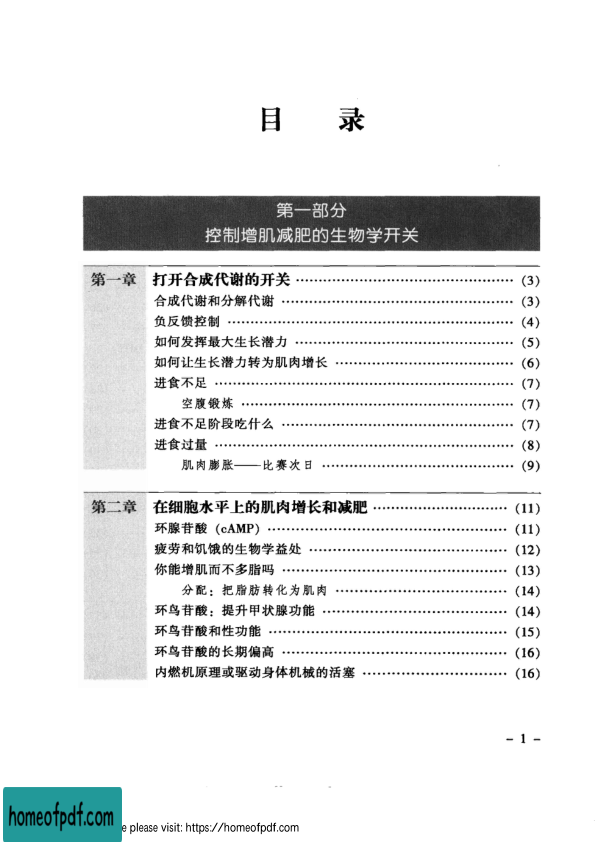 目 录
第一部分
控制增肌减肥的生物学开关
第一章 打开合成代谢的开关 …… (3)
合成代谢和分解代谢 …… (3)
负反馈控制 …… (4)
如何发挥最大生长潜力 …… (5)
如何让生长潜力转为肌肉增长 …… (6)
进食不足 …… (7)
空腹锻炼 …… (7)
进食不足阶段吃什么 …… (7)
进食过量 …… (8)
肌肉膨胀——比赛次日 …… (9)
第二章 在细胞水平上的肌肉增长和减肥 …… (11)
环腺苷酸 (cAMP) …… (11)
疲劳和饥饿的生物学益处 …… (12)
你能增肌而不多脂吗 …… (13)
分配：把脂肪转化为肌肉 …… (14)
环鸟苷酸：提升甲状腺功能 …… (14)
环鸟苷酸和性功能 …… (15)
环鸟苷酸的长期偏高 …… (16)
内燃机原理或驱动身体机械的活塞 …… (16)
- 1 -
homeofpdf.com
e please visit: https://homeofpdf.com